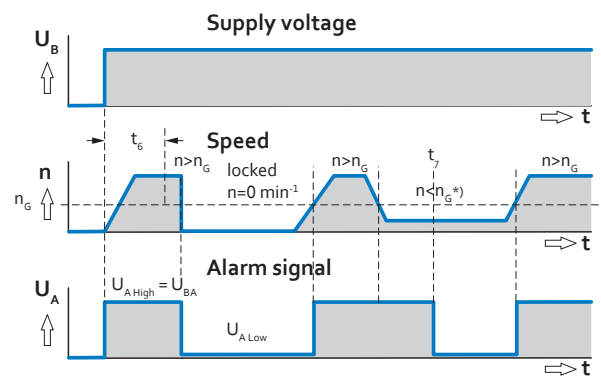 Supply voltage
U_B
t
t_6
Speed
t_7
n
n>n_G
locked
n=0 min⁻¹
n>n_G
n<n_G*)
n>n_G
n_G
t
Alarm signal
U_A
U_A High = U_BA
U_A Low
t